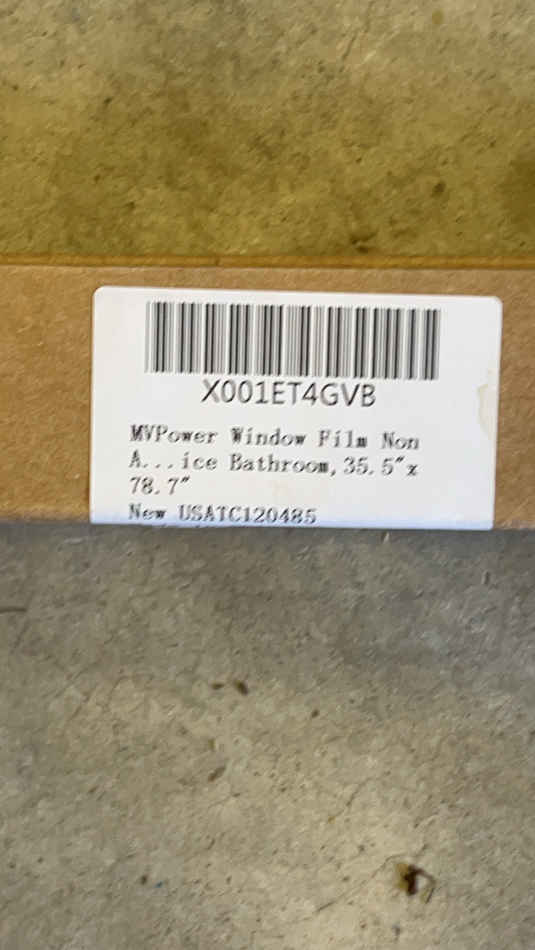 X001ET4GVB
MVPower Window Film Non
A...ice Bathroom, 35.5"x
78.7"
New USATC120485